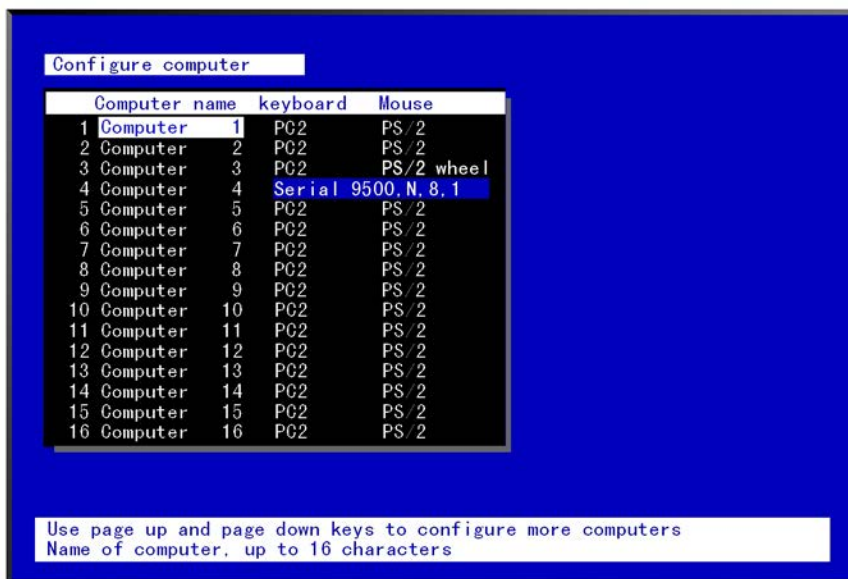 Configure computer
Computer name keyboard Mouse
1 Computer 1 PC2 PS/2
2 Computer 2 PC2 PS/2
3 Computer 3 PC2 PS/2 wheel
4 Computer 4 Serial 9500,N,8,1
5 Computer 5 PC2 PS/2
6 Computer 6 PC2 PS/2
7 Computer 7 PC2 PS/2
8 Computer 8 PC2 PS/2
9 Computer 9 PC2 PS/2
10 Computer 10 PC2 PS/2
11 Computer 11 PC2 PS/2
12 Computer 12 PC2 PS/2
13 Computer 13 PC2 PS/2
14 Computer 14 PC2 PS/2
15 Computer 15 PC2 PS/2
16 Computer 16 PC2 PS/2
Use page up and page down keys to configure more computers
Name of computer, up to 16 characters